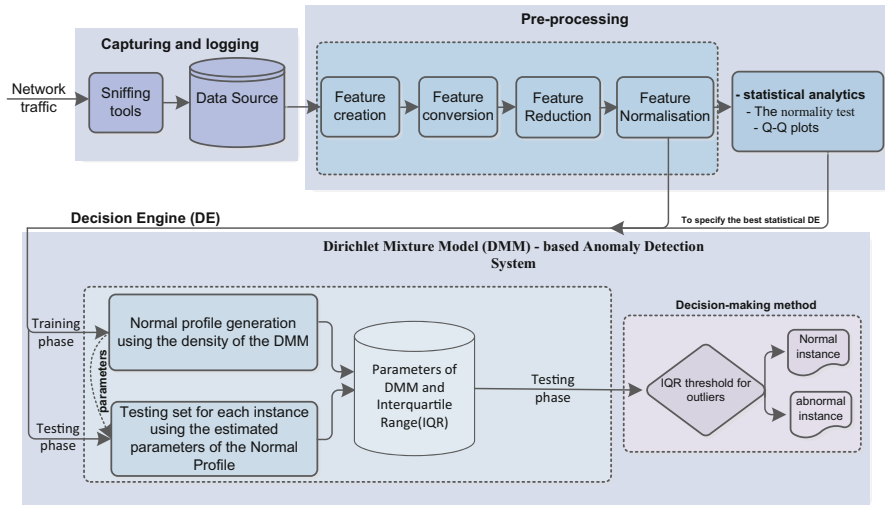 Pre-processing
Capturing and logging
Network
traffic
Sniffing
tools
Data Source
Feature
creation
Feature
conversion
Feature
Reduction
Feature
Normalisation
- statistical analytics
- The normality test
- Q-Q plots
To specify the best statistical DE
Decision Engine (DE)
Dirichlet Mixture Model (DMM) - based Anomaly Detection
System
Training
phase
Normal profile generation
using the density of the DMM
parameters
Testing
phase
Testing set for each instance
using the estimated
parameters of the Normal
Profile
Parameters of
DMM and
Interquartile
Range(IQR)
Testing
phase
Decision-making method
IQR threshold for
outliers
Normal
instance
abnormal
instance